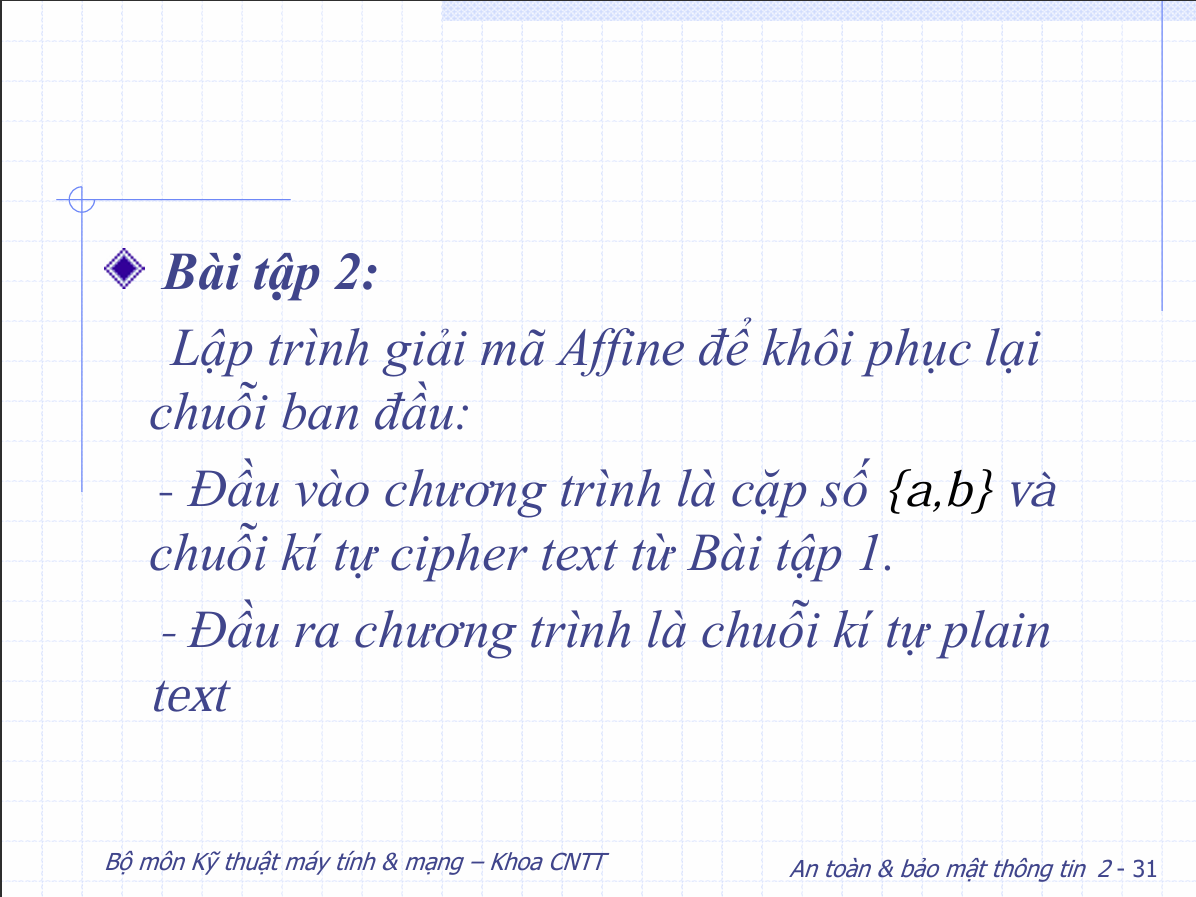 Bài tập 2:
Lập trình giải mã Affine để khôi phục lại
chuỗi ban đầu:
- Đầu vào chương trình là cặp số {a,b} và
chuỗi kí tự cipher text từ Bài tập 1.
- Đầu ra chương trình là chuỗi kí tự plain
text
Bộ môn Kỹ thuật máy tính & mạng – Khoa CNTT
An toàn & bảo mật thông tin 2 - 31